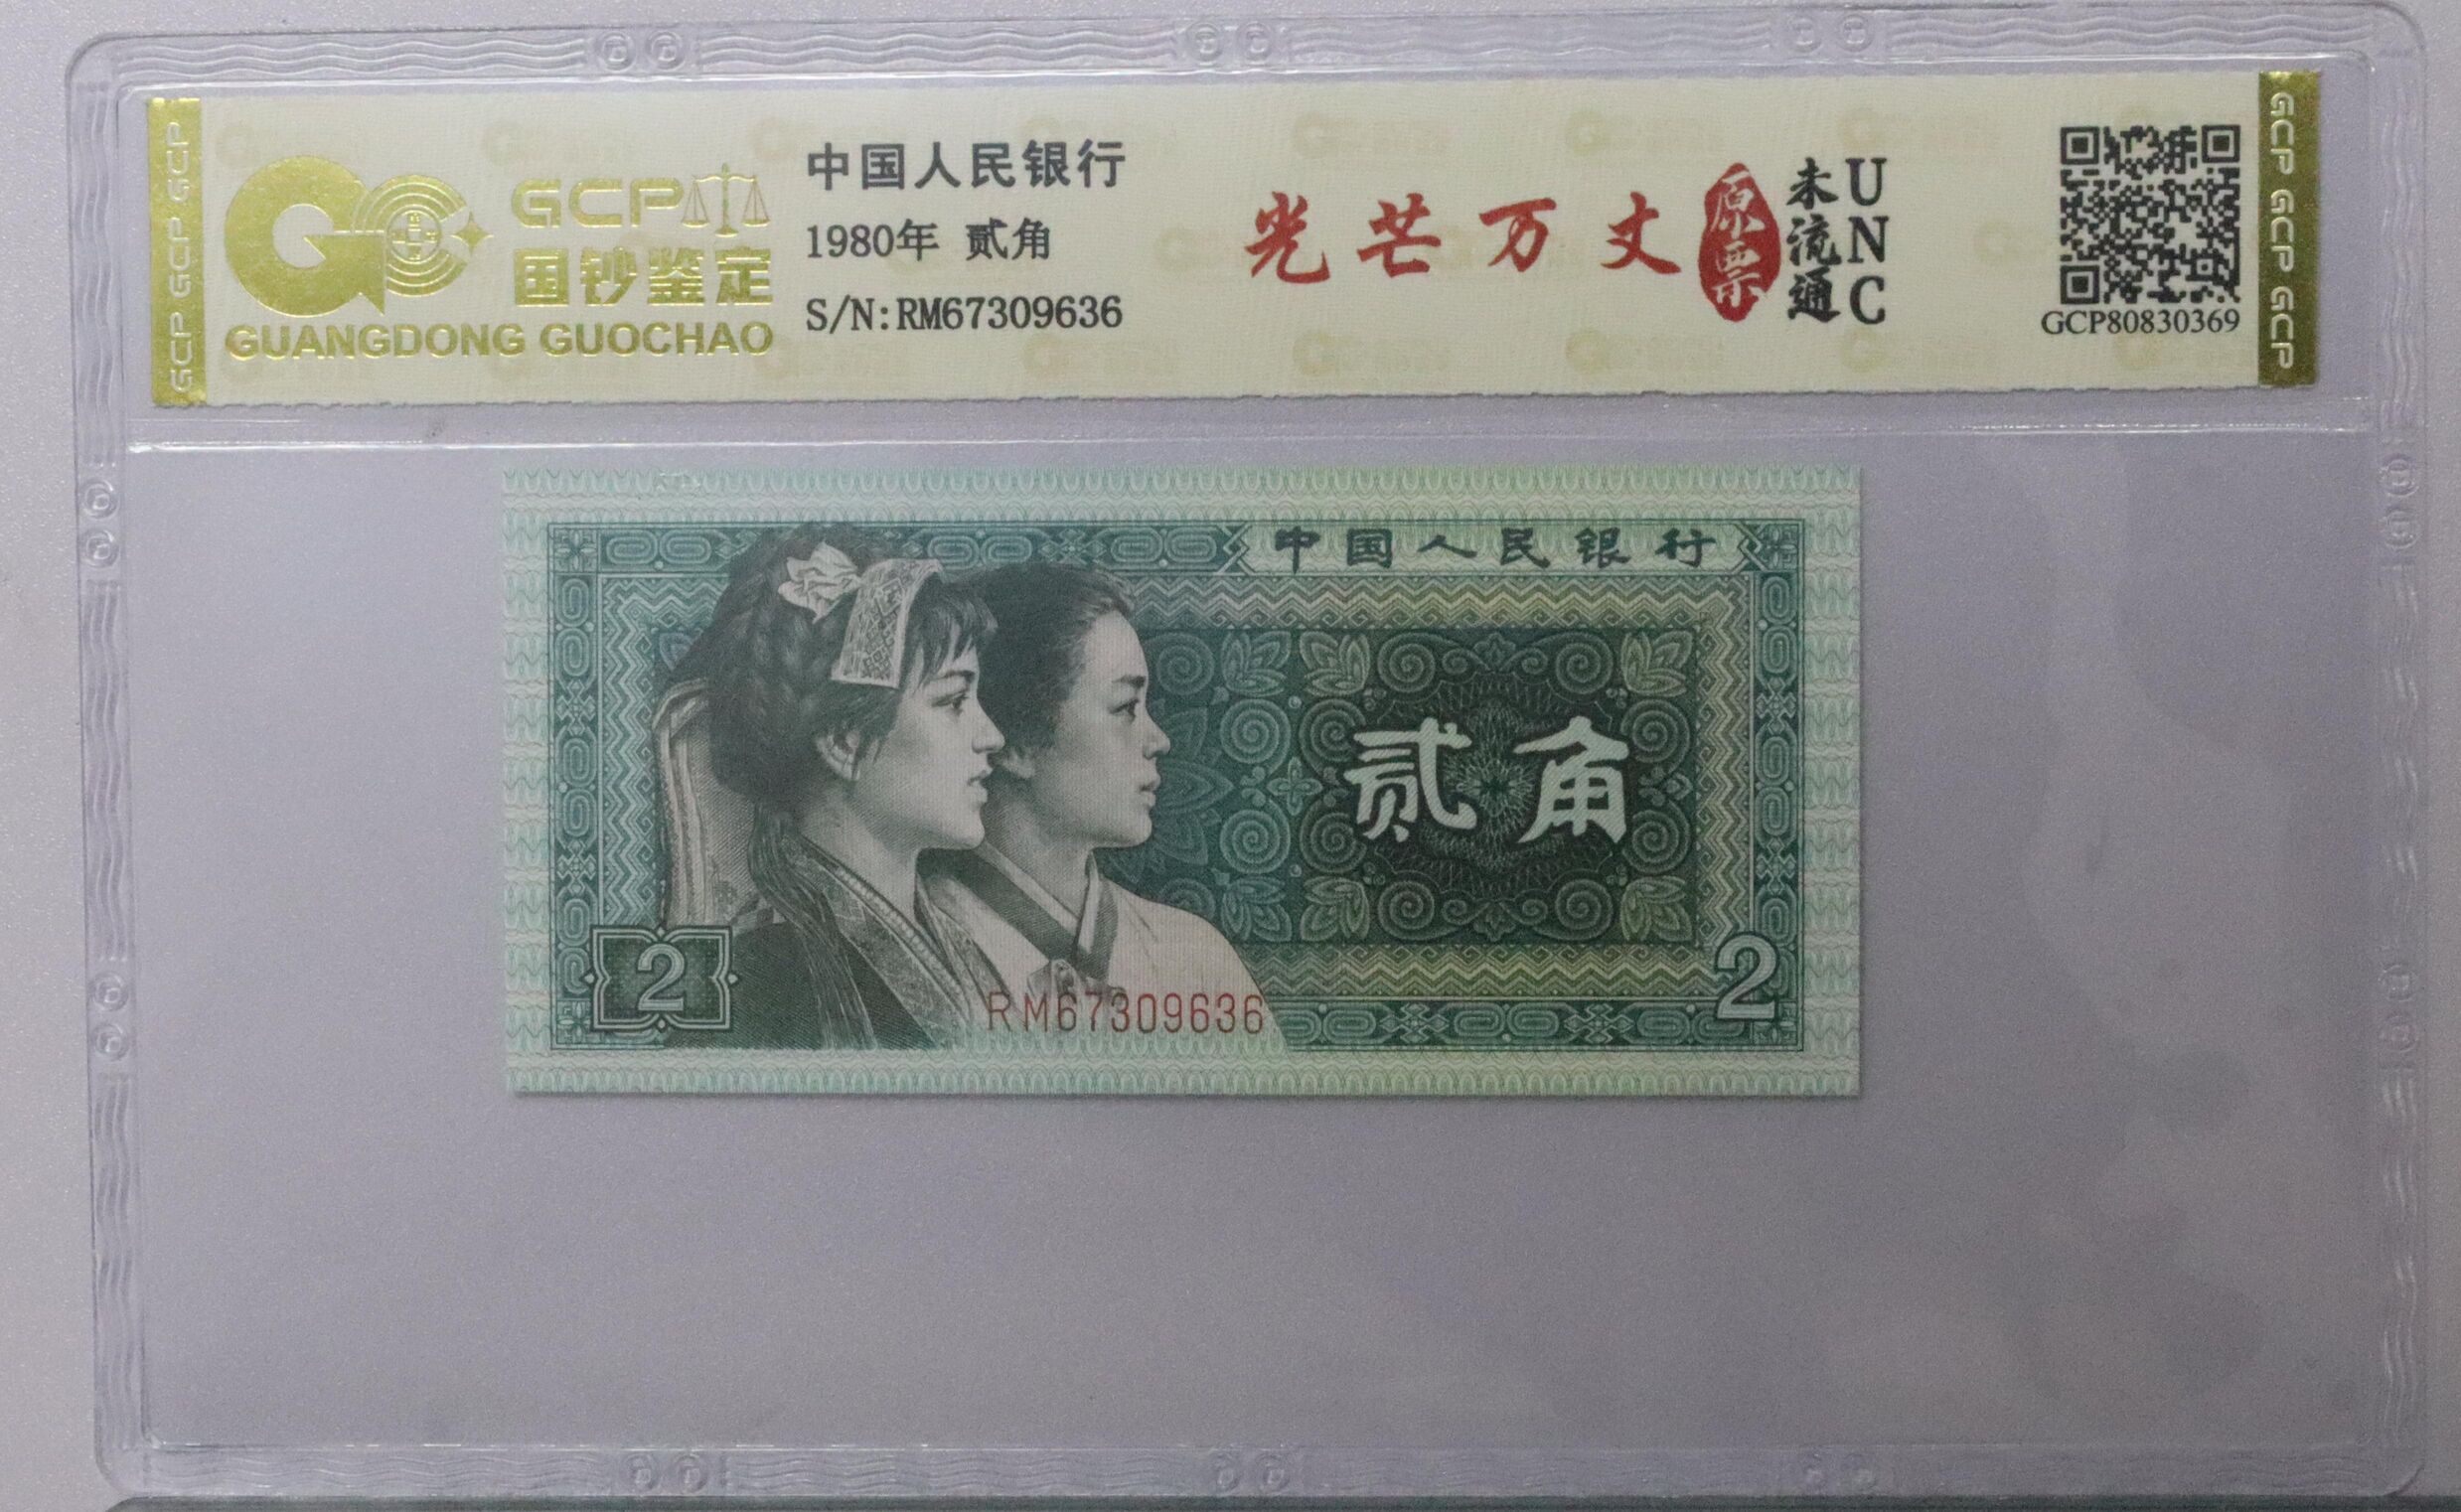 GCP GCP GCP
GCP
国钞鉴定
GUANGDONG GUOCHAO
中国人民银行
1980年 贰角
S/N:RM67309636
光芒万丈
原票
未流通
UNC
GCP80830369
GCP GCP GCP
中国人民银行
贰角
2
2
RM67309636